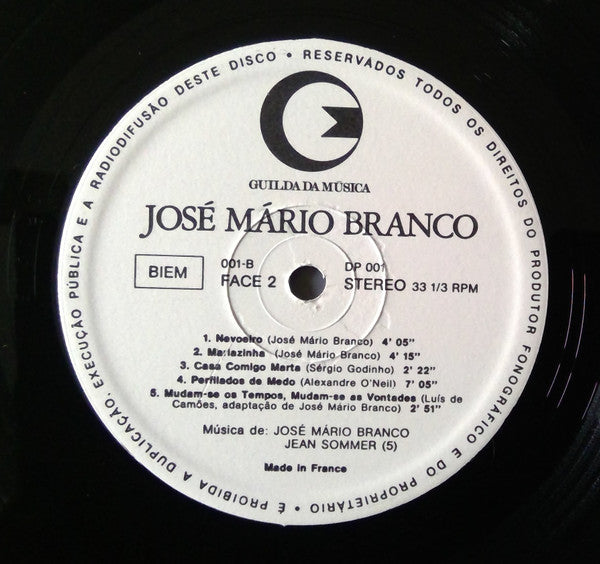 É PROIBIDA A DUPLICAÇÃO, EXECUÇÃO PÚBLICA E A RADIODIFUSÃO DESTE DISCO • RESERVADOS TODOS OS DIREITOS DO PRODUTOR FONOGRÁFICO E DO PROPRIETÁRIO •
GUILDA DA MÚSICA
JOSÉ MÁRIO BRANCO
BIEM
001-B
FACE 2
DP 001
STEREO 33 1/3 RPM
1. Nevoeiro (José Mário Branco) 4' 05"
2. Mariazinha (José Mário Branco) 4' 15"
3. Casa Comigo Marta (Sérgio Godinho) 2' 22"
4. Perfilados de Medo (Alexandre O'Neil) 7' 05"
5. Mudam-se os Tempos, Mudam-se as Vontades (Luís de
Camões, adaptação de José Mário Branco) 2' 51"
Música de: JOSÉ MÁRIO BRANCO
JEAN SOMMER (5)
Made in France